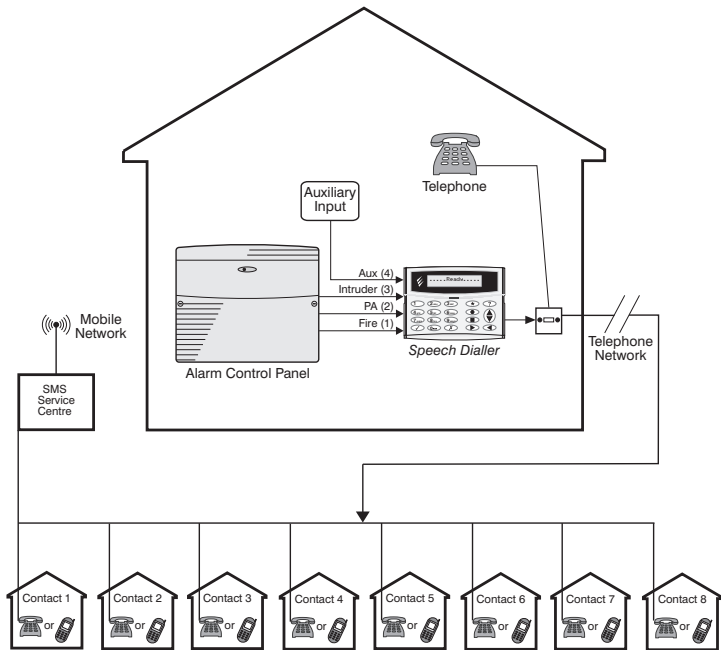 Telephone
Auxiliary
Input
Ready
Aux (4)
Intruder (3)
PA (2)
Fire (1)
Speech Dialler
Alarm Control Panel
Telephone
Network
Mobile
Network
SMS
Service
Centre
Contact 1
or
Contact 2
or
Contact 3
or
Contact 4
or
Contact 5
or
Contact 6
or
Contact 7
or
Contact 8
or